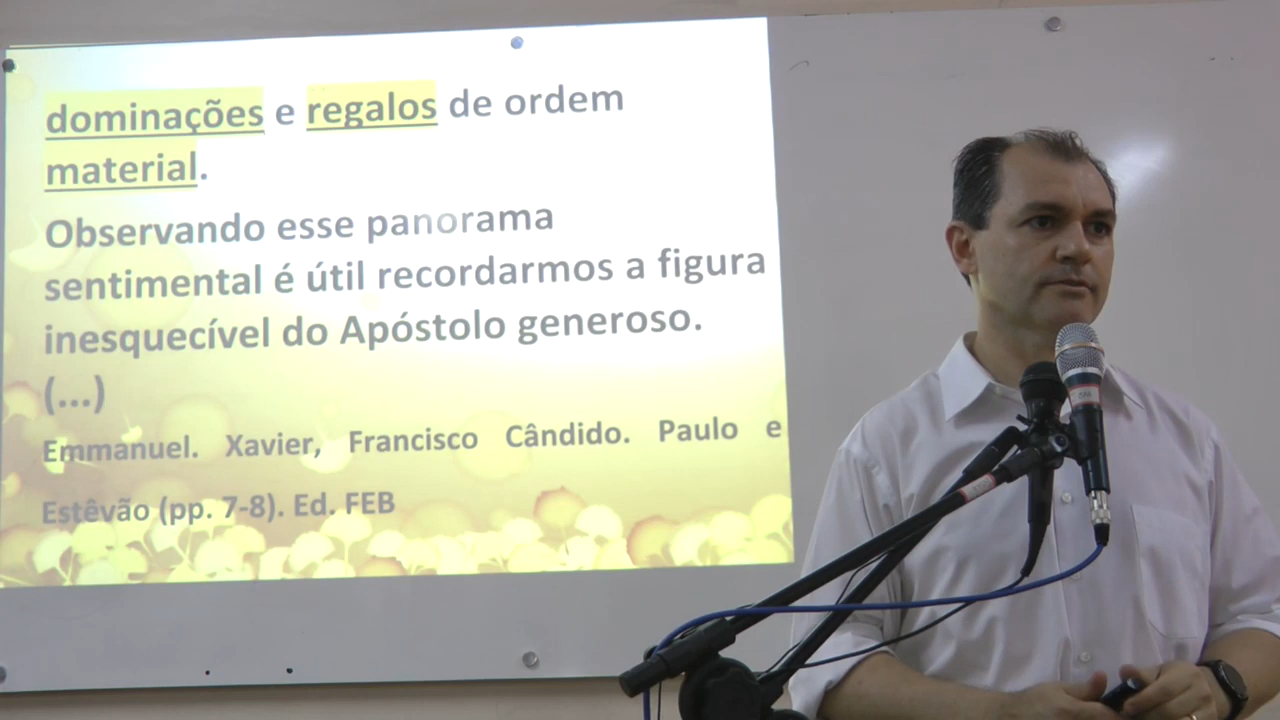 dominações e regalos de ordem
material.
Observando esse panorama
sentimental é útil recordarmos a figura
inesquecível do Apóstolo generoso.
(...)
Emmanuel. Xavier, Francisco Cândido. Paulo e
Estêvão (pp. 7-8). Ed. FEB